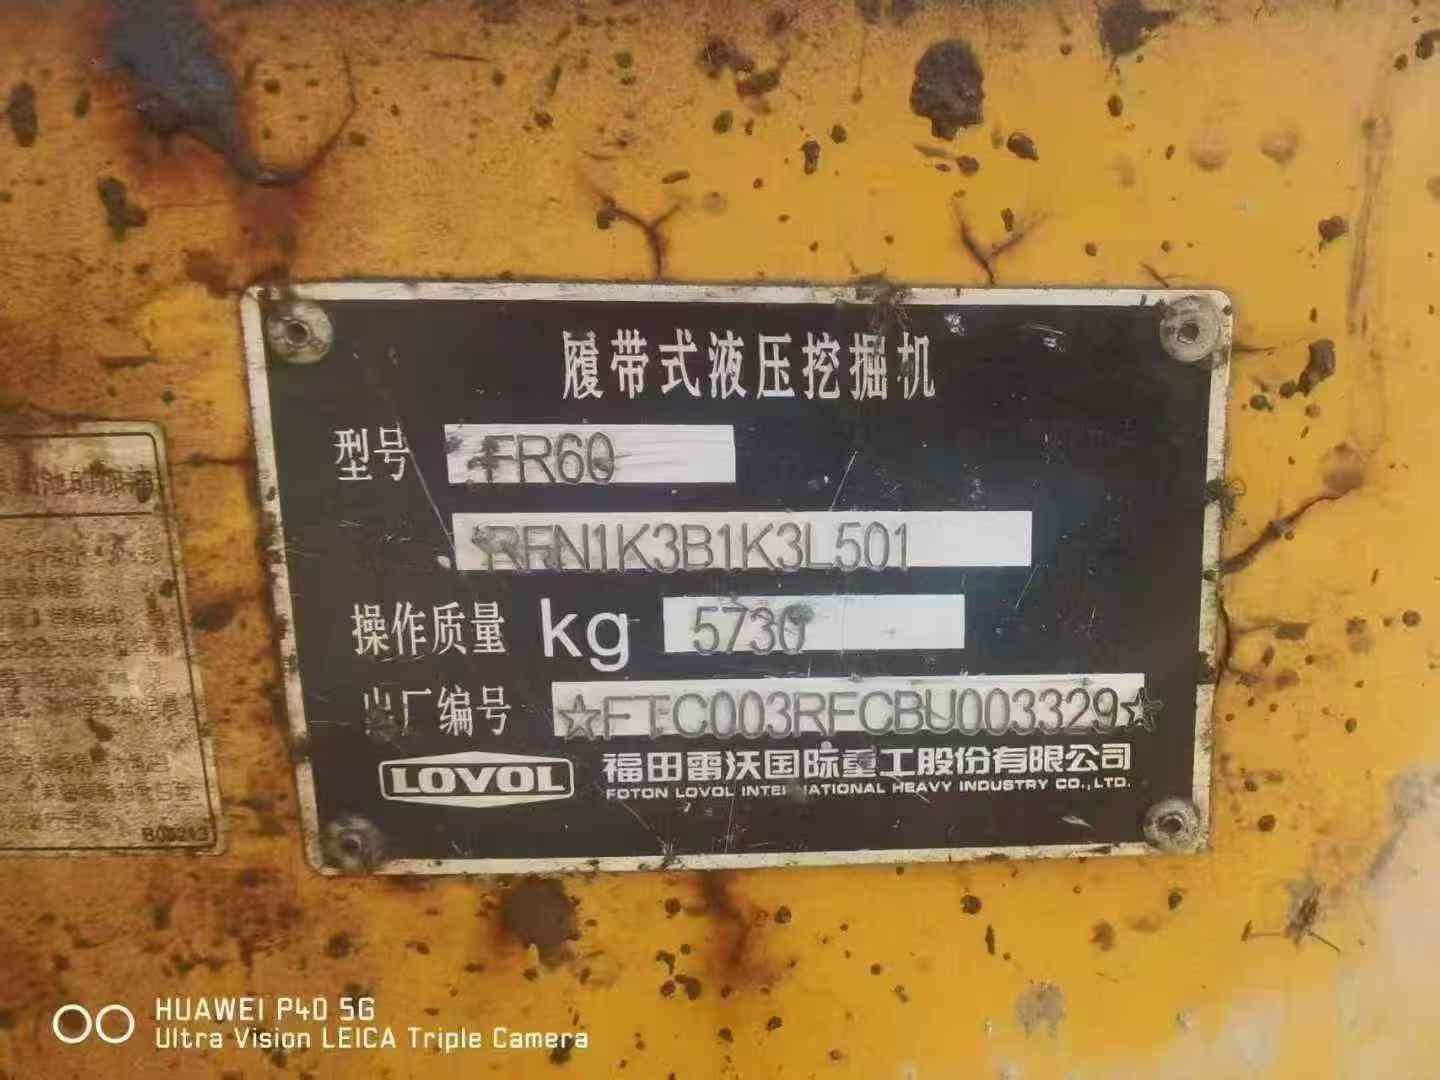 履带式液压挖掘机
型号 FR60
RFN1K3B1K3L501
操作质量 kg 5730
出厂编号 ☆FTC003RFCBU003329☆
LOVOL 福田雷沃国际重工股份有限公司
FOTON LOVOL INTERNATIONAL HEAVY INDUSTRY CO.,LTD.
HUAWEI P40 5G
Ultra Vision LEICA Triple Camera